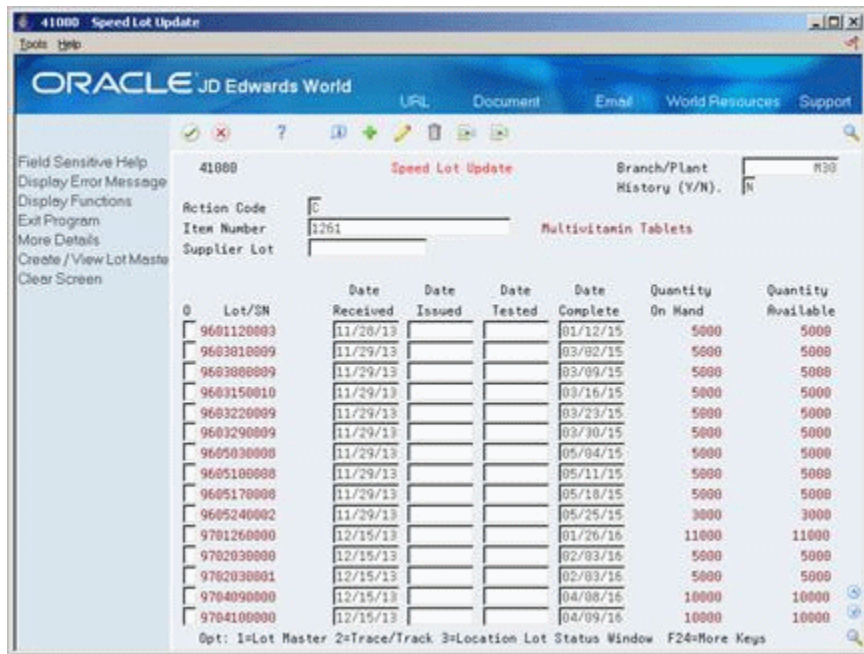 41080 Speed Lot Update
Tools Help
ORACLE JD Edwards World
URL Document Email World Resources Support
Field Sensitive Help
Display Error Message
Display Functions
Exit Program
More Details
Create / View Lot Maste
Clear Screen
41080 Speed Lot Update Branch/Plant M30
History (Y/N). N
Action Code C
Item Number 1261 Multivitamin Tablets
Supplier Lot
Date Date Date Date Quantity Quantity
O Lot/SN Received Issued Tested Complete On Hand Available
9601120003 11/28/13 01/12/15 5000 5000
9603010009 11/29/13 03/02/15 5000 5000
9603080009 11/29/13 03/09/15 5000 5000
9603150010 11/29/13 03/16/15 5000 5000
9603220009 11/29/13 03/23/15 5000 5000
9603290009 11/29/13 03/30/15 5000 5000
9605030008 11/29/13 05/04/15 5000 5000
9605100008 11/29/13 05/11/15 5000 5000
9605170008 11/29/13 05/18/15 5000 5000
9605240002 11/29/13 05/25/15 3000 3000
9701260000 12/15/13 01/26/16 11000 11000
9702030000 12/15/13 02/03/16 5000 5000
9702030001 12/15/13 02/03/16 5000 5000
9704090000 12/15/13 04/08/16 10000 10000
9704100000 12/15/13 04/09/16 10000 10000
Opt: 1=Lot Master 2=Trace/Track 3=Location Lot Status Window F24=More Keys